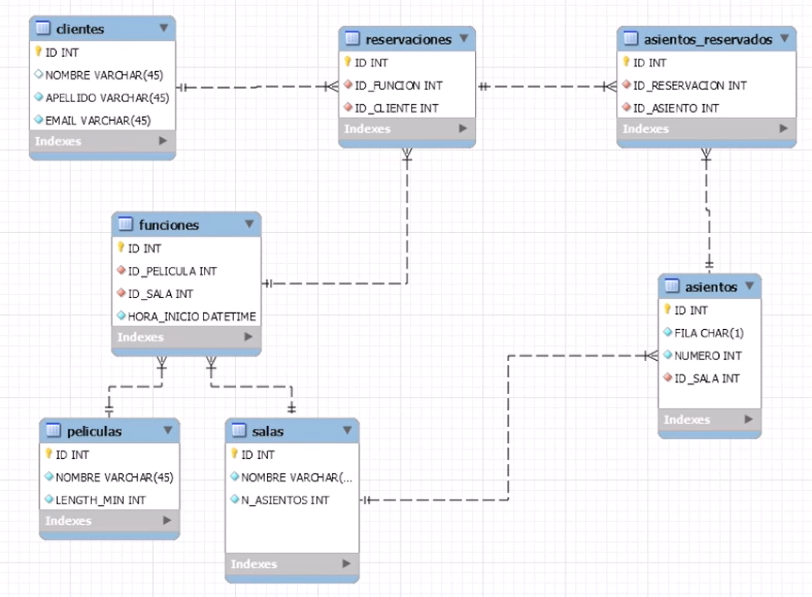 clientes
ID INT
NOMBRE VARCHAR(45)
APELLIDO VARCHAR(45)
EMAIL VARCHAR(45)
Indexes
reservaciones
ID INT
ID_FUNCION INT
ID_CLIENTE INT
Indexes
asientos_reservados
ID INT
ID_RESERVACION INT
ID_ASIENTO INT
Indexes
funciones
ID INT
ID_PELICULA INT
ID_SALA INT
HORA_INICIO DATETIME
Indexes
asientos
ID INT
FILA CHAR(1)
NUMERO INT
ID_SALA INT
Indexes
peliculas
ID INT
NOMBRE VARCHAR(45)
LENGTH_MIN INT
Indexes
salas
ID INT
NOMBRE VARCHAR(...
N_ASIENTOS INT
Indexes